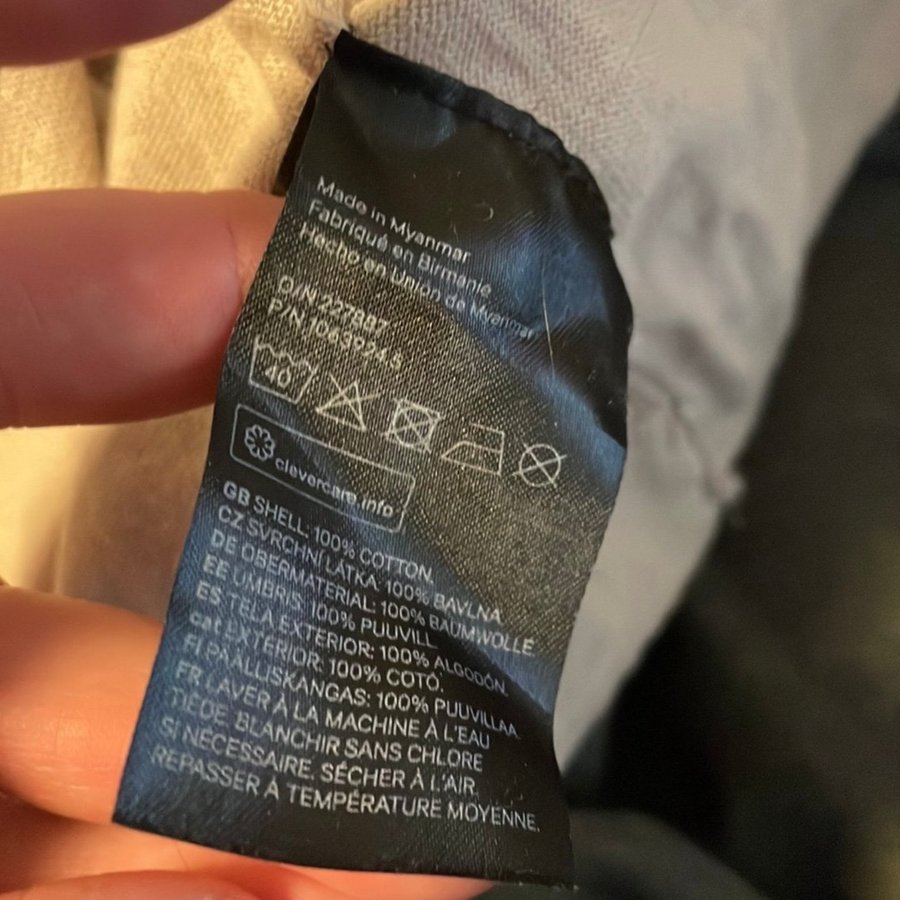 Made in Myanmar
Fabriqué en Birmanie
Hecho en Unión de Myanmar
O/N 227887
P/N 1063924.5
40
clevercare.info
GB SHELL: 100% COTTON.
CZ SVRCHNÍ LÁTKA: 100% BAVLNA
DE OBERMATERIAL: 100% BAUMWOLLE
EE ÜMBRIS: 100% PUUVILL
ES TELA EXTERIOR: 100% ALGODÓN.
cat EXTERIOR: 100% COTÓ.
FI PÄÄLLISKANGAS: 100% PUUVILLAA
FR LAVER À LA MACHINE À L'EAU
TIÈDE. BLANCHIR SANS CHLORE
SI NÉCESSAIRE. SÉCHER À L'AIR.
REPASSER À TEMPÉRATURE MOYENNE.